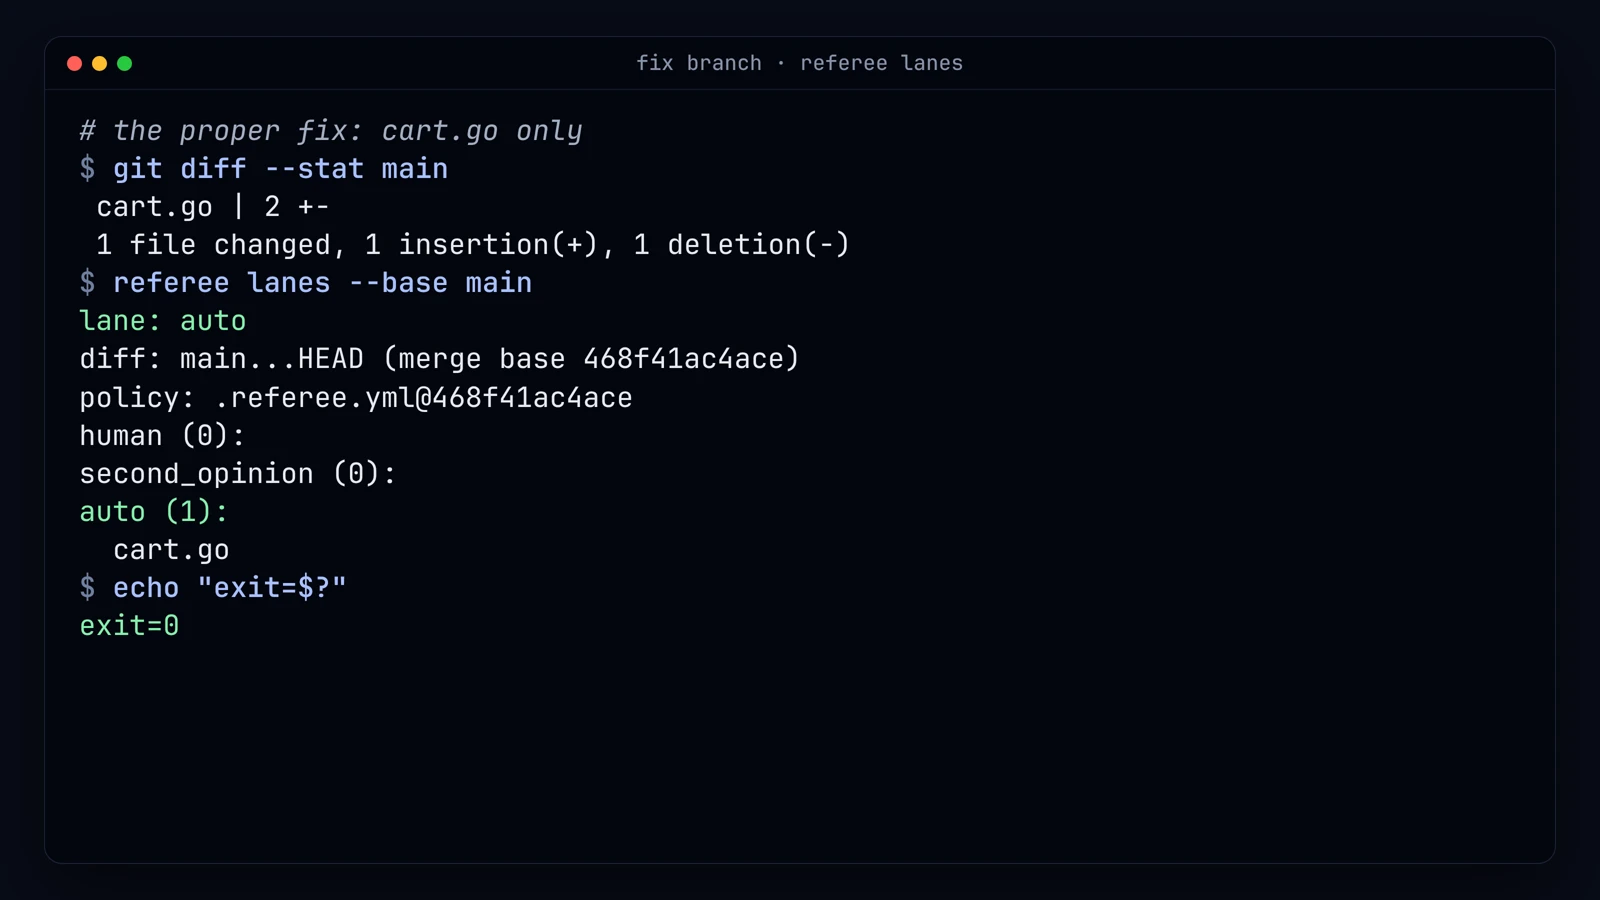 fix branch · referee lanes
# the proper fix: cart.go only
$ git diff --stat main
 cart.go | 2 +-
 1 file changed, 1 insertion(+), 1 deletion(-)
$ referee lanes --base main
lane: auto
diff: main...HEAD (merge base 468f41ac4ace)
policy: .referee.yml@468f41ac4ace
human (0):
second_opinion (0):
auto (1):
  cart.go
$ echo "exit=$?"
exit=0